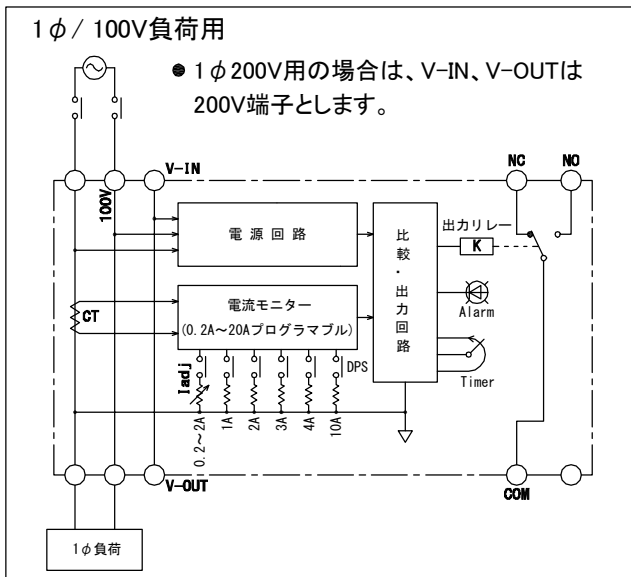 1φ/ 100V負荷用
● 1φ200V用の場合は、V-IN、V-OUTは
200V端子とします。
V-IN
NC
NO
100V
電源回路
比較・出力回路
出力リレー
K
CT
電流モニター
(0.2A～20Aプログラマブル)
Alarm
DPS
Timer
Iadj
0.2～2A
1A
2A
3A
4A
10A
V-OUT
COM
1φ負荷